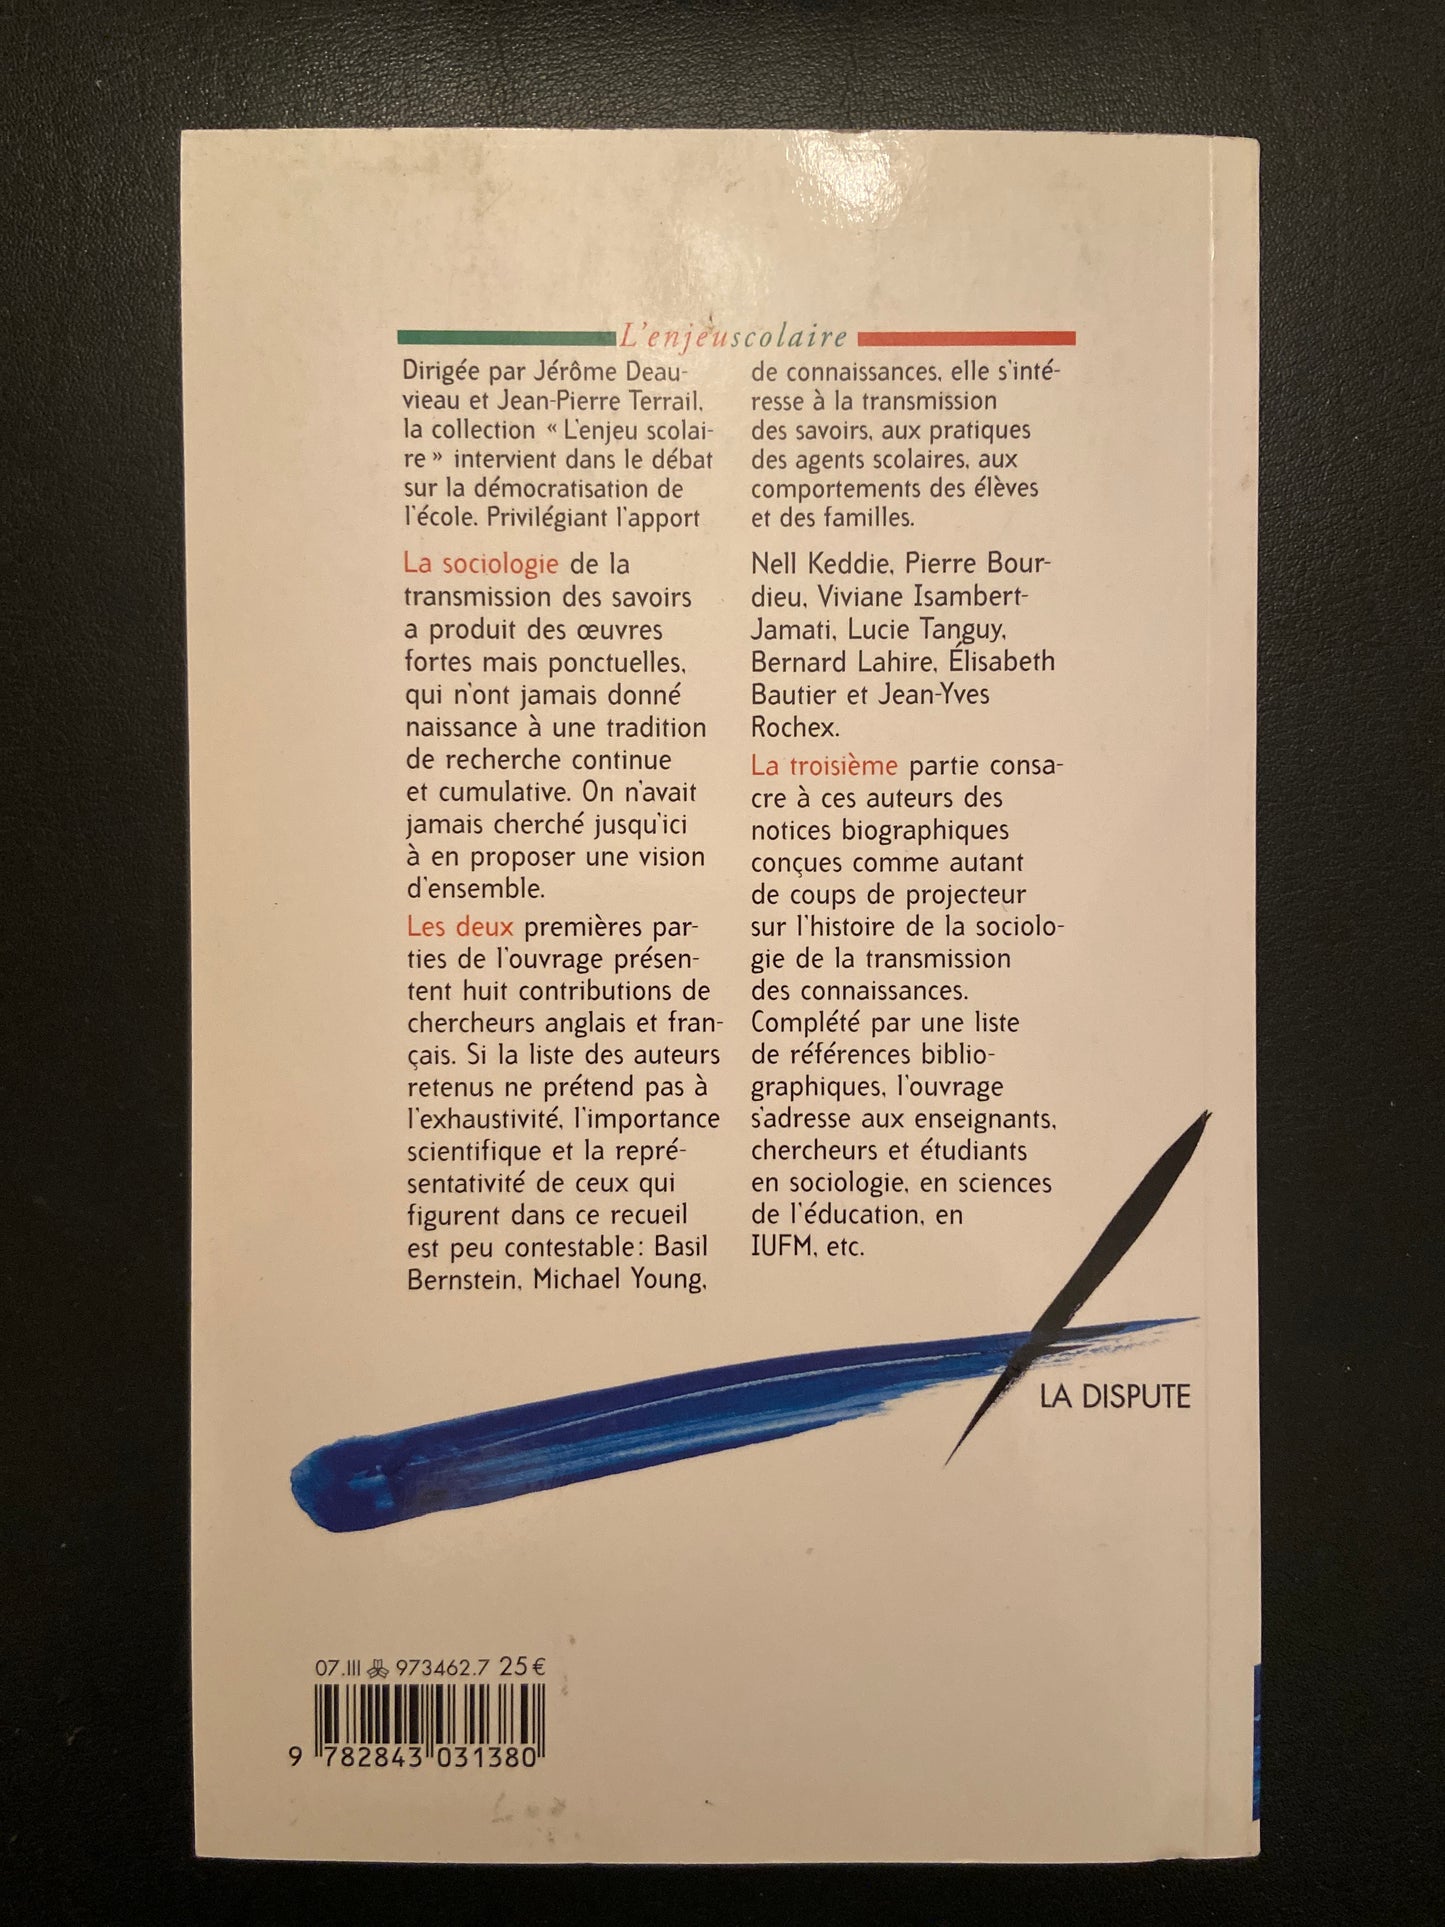 L'enjeuscolaire
Dirigée par Jérôme Deau-
vieau et Jean-Pierre Terrail,
la collection « L'enjeu scolai-
re » intervient dans le débat
sur la démocratisation de
l'école. Privilégiant l'apport
de connaissances, elle s'inté-
resse à la transmission
des savoirs, aux pratiques
des agents scolaires, aux
comportements des élèves
et des familles.
La sociologie de la
transmission des savoirs
a produit des œuvres
fortes mais ponctuelles,
qui n'ont jamais donné
naissance à une tradition
de recherche continue
et cumulative. On n'avait
jamais cherché jusqu'ici
à en proposer une vision
d'ensemble.
Les deux premières par-
ties de l'ouvrage présen-
tent huit contributions de
chercheurs anglais et fran-
çais. Si la liste des auteurs
retenus ne prétend pas à
l'exhaustivité, l'importance
scientifique et la repré-
sentativité de ceux qui
figurent dans ce recueil
est peu contestable: Basil
Bernstein, Michael Young,
Nell Keddie, Pierre Bour-
dieu, Viviane Isambert-
Jamati, Lucie Tanguy,
Bernard Lahire, Élisabeth
Bautier et Jean-Yves
Rochex.
La troisième partie consa-
cre à ces auteurs des
notices biographiques
conçues comme autant
de coups de projecteur
sur l'histoire de la sociolo-
gie de la transmission
des connaissances.
Complété par une liste
de références biblio-
graphiques, l'ouvrage
s'adresse aux enseignants,
chercheurs et étudiants
en sociologie, en sciences
de l'éducation, en
IUFM, etc.
LA DISPUTE
07.III 973462.7 25 €
9 782843 031380